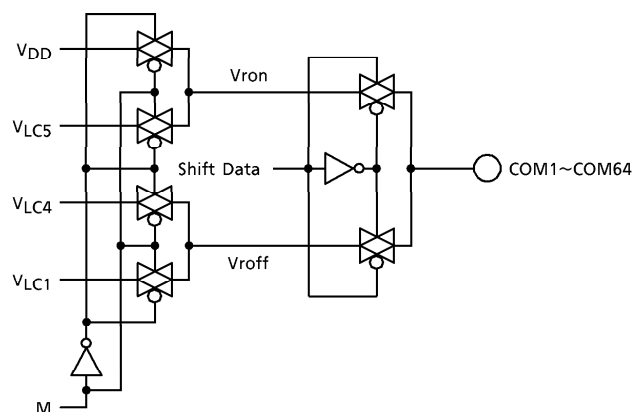 VDD
Vron
VLC5
Shift Data
COM1~COM64
VLC4
Vroff
VLC1
M